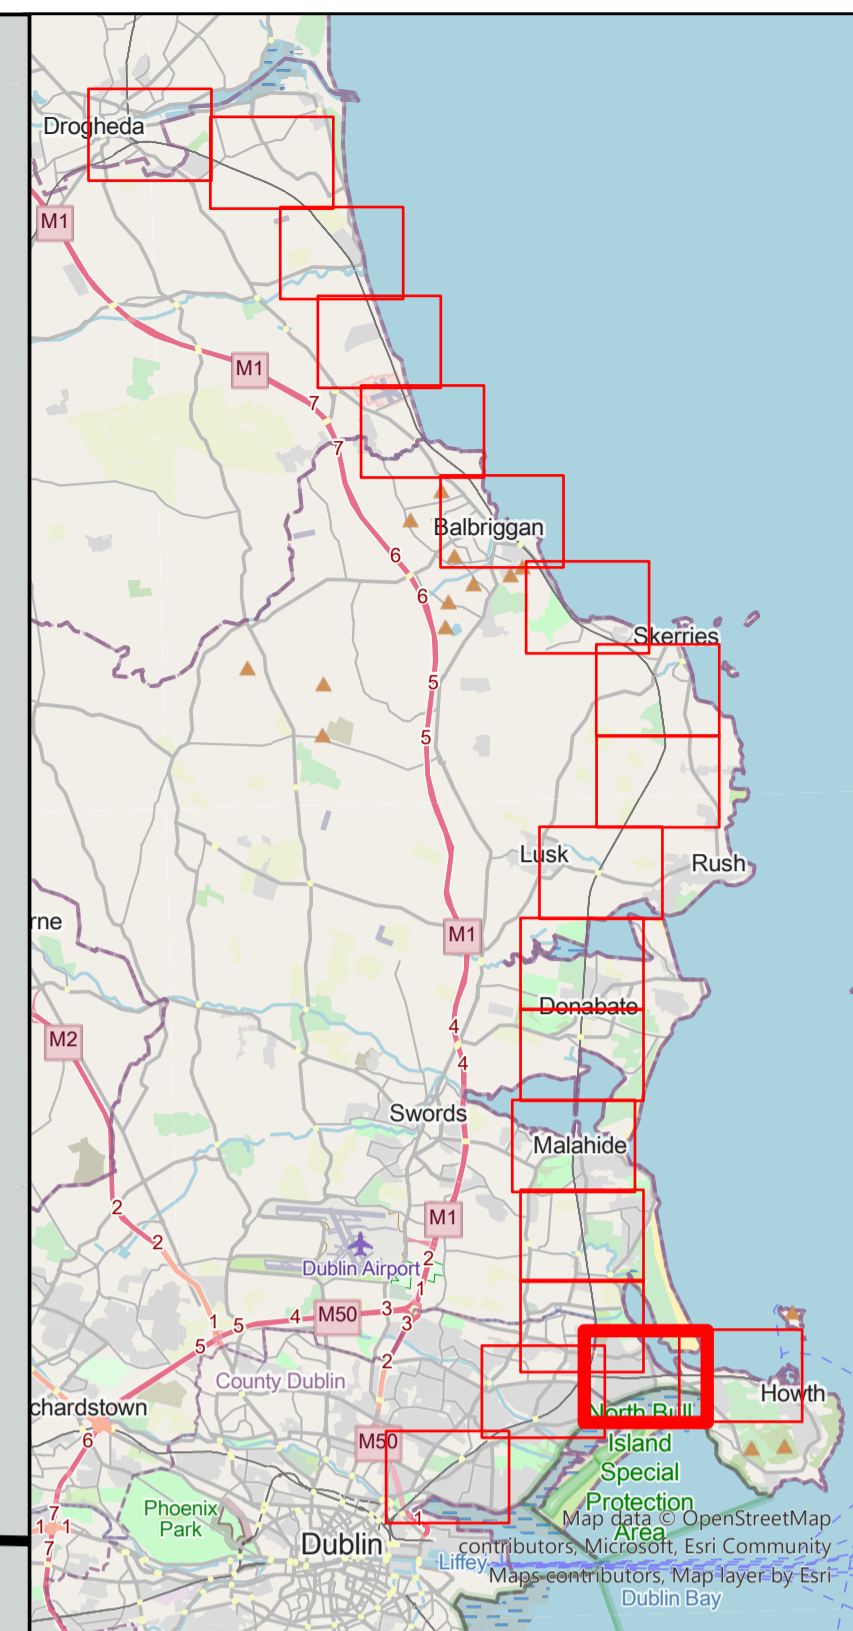 Drogheda
M1
M1
7
7
Balbriggan
6
6
Skerries
5
5
Lusk
Rush
rne
M1
Donabate
M2
4
4
Swords
Malahide
2
M1
2
2
Dublin Airport
1
M50
3
3
4
5
1
5
2
County Dublin
Howth
chardstown
North Bull
Island
Special
Protection
Area
6
M50
Phoenix
Park
7
1
1
7
1
Dublin
Liffey
Map data © OpenStreetMap
contributors, Microsoft, Esri Community
Maps contributors, Map layer by Esri
Dublin Bay